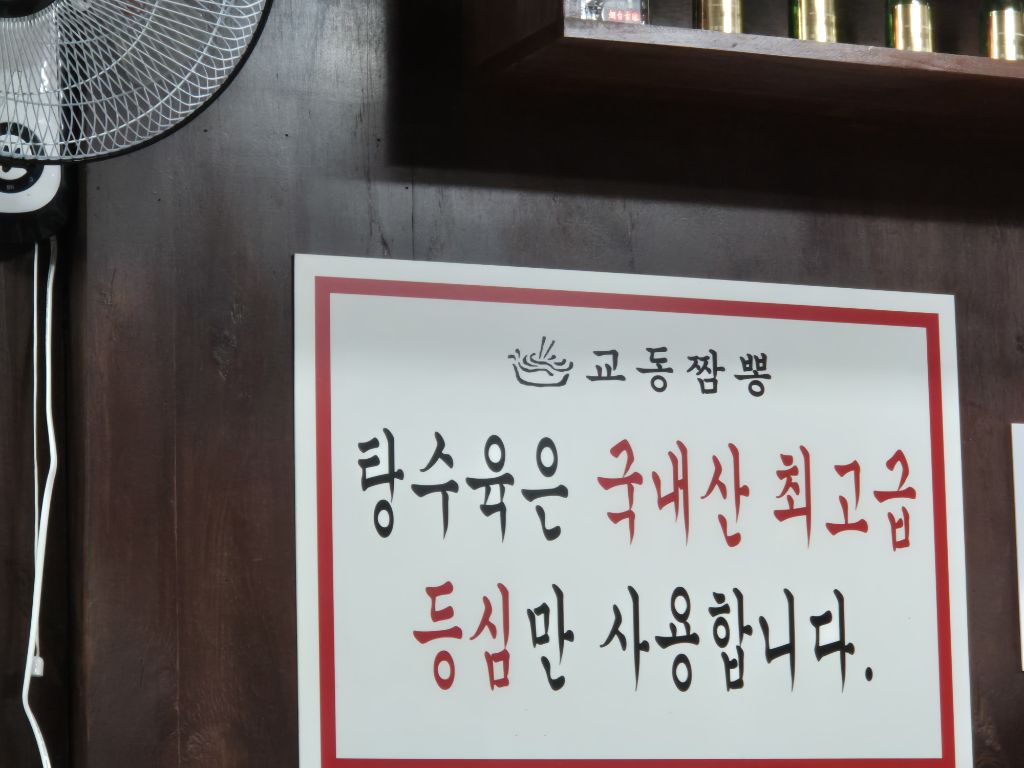 교동짬뽕
탕수육은 국내산 최고급
등심만 사용합니다.